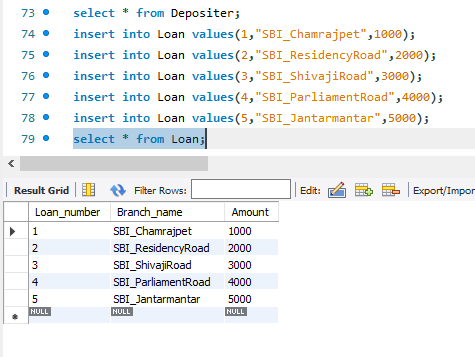 73 select * from Depositer;
74 insert into Loan values(1,"SBI_Chamrajpet",1000);
75 insert into Loan values(2,"SBI_ResidencyRoad",2000);
76 insert into Loan values(3,"SBI_ShivajiRoad",3000);
77 insert into Loan values(4,"SBI_ParliamentRoad",4000);
78 insert into Loan values(5,"SBI_Jantarmantar",5000);
79 select * from Loan;
Result Grid Filter Rows: Edit: Export/Impor
Loan_number Branch_name Amount
1 SBI_Chamrajpet 1000
2 SBI_ResidencyRoad 2000
3 SBI_ShivajiRoad 3000
4 SBI_ParliamentRoad 4000
5 SBI_Jantarmantar 5000
NULL NULL NULL